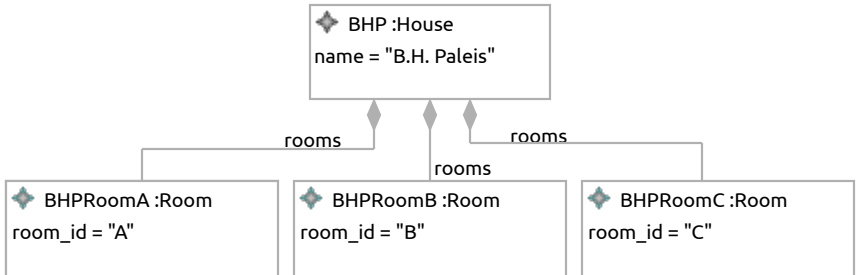 BHP :House
name = "B.H. Paleis"
rooms
rooms
rooms
BHPRoomA :Room
room_id = "A"
BHPRoomB :Room
room_id = "B"
BHPRoomC :Room
room_id = "C"